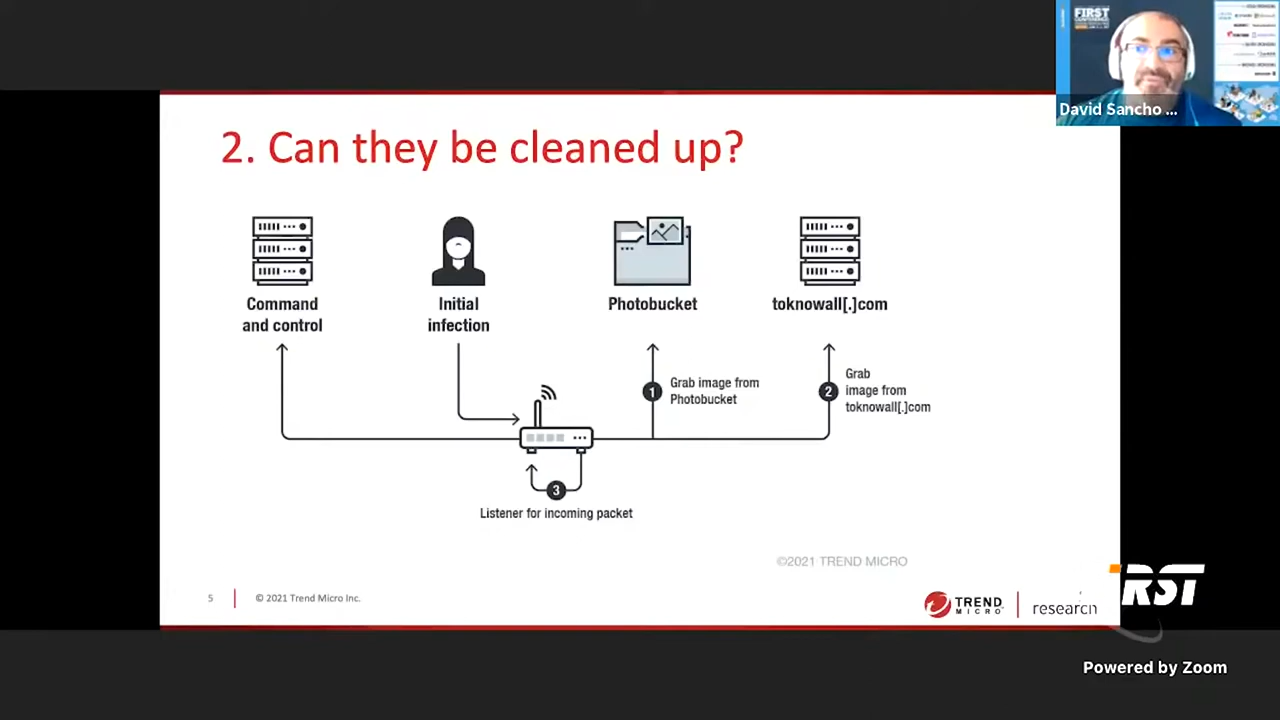 FIRST
CONFERENCE
David Sancho ...
2. Can they be cleaned up?
Command
and control
Initial
infection
Photobucket
toknowall[.]com
1
Grab image from
Photobucket
2
Grab
image from
toknowall[.]com
3
Listener for incoming packet
©2021 TREND MICRO
5
© 2021 Trend Micro Inc.
TREND
MICRO
research
RST
Powered by Zoom